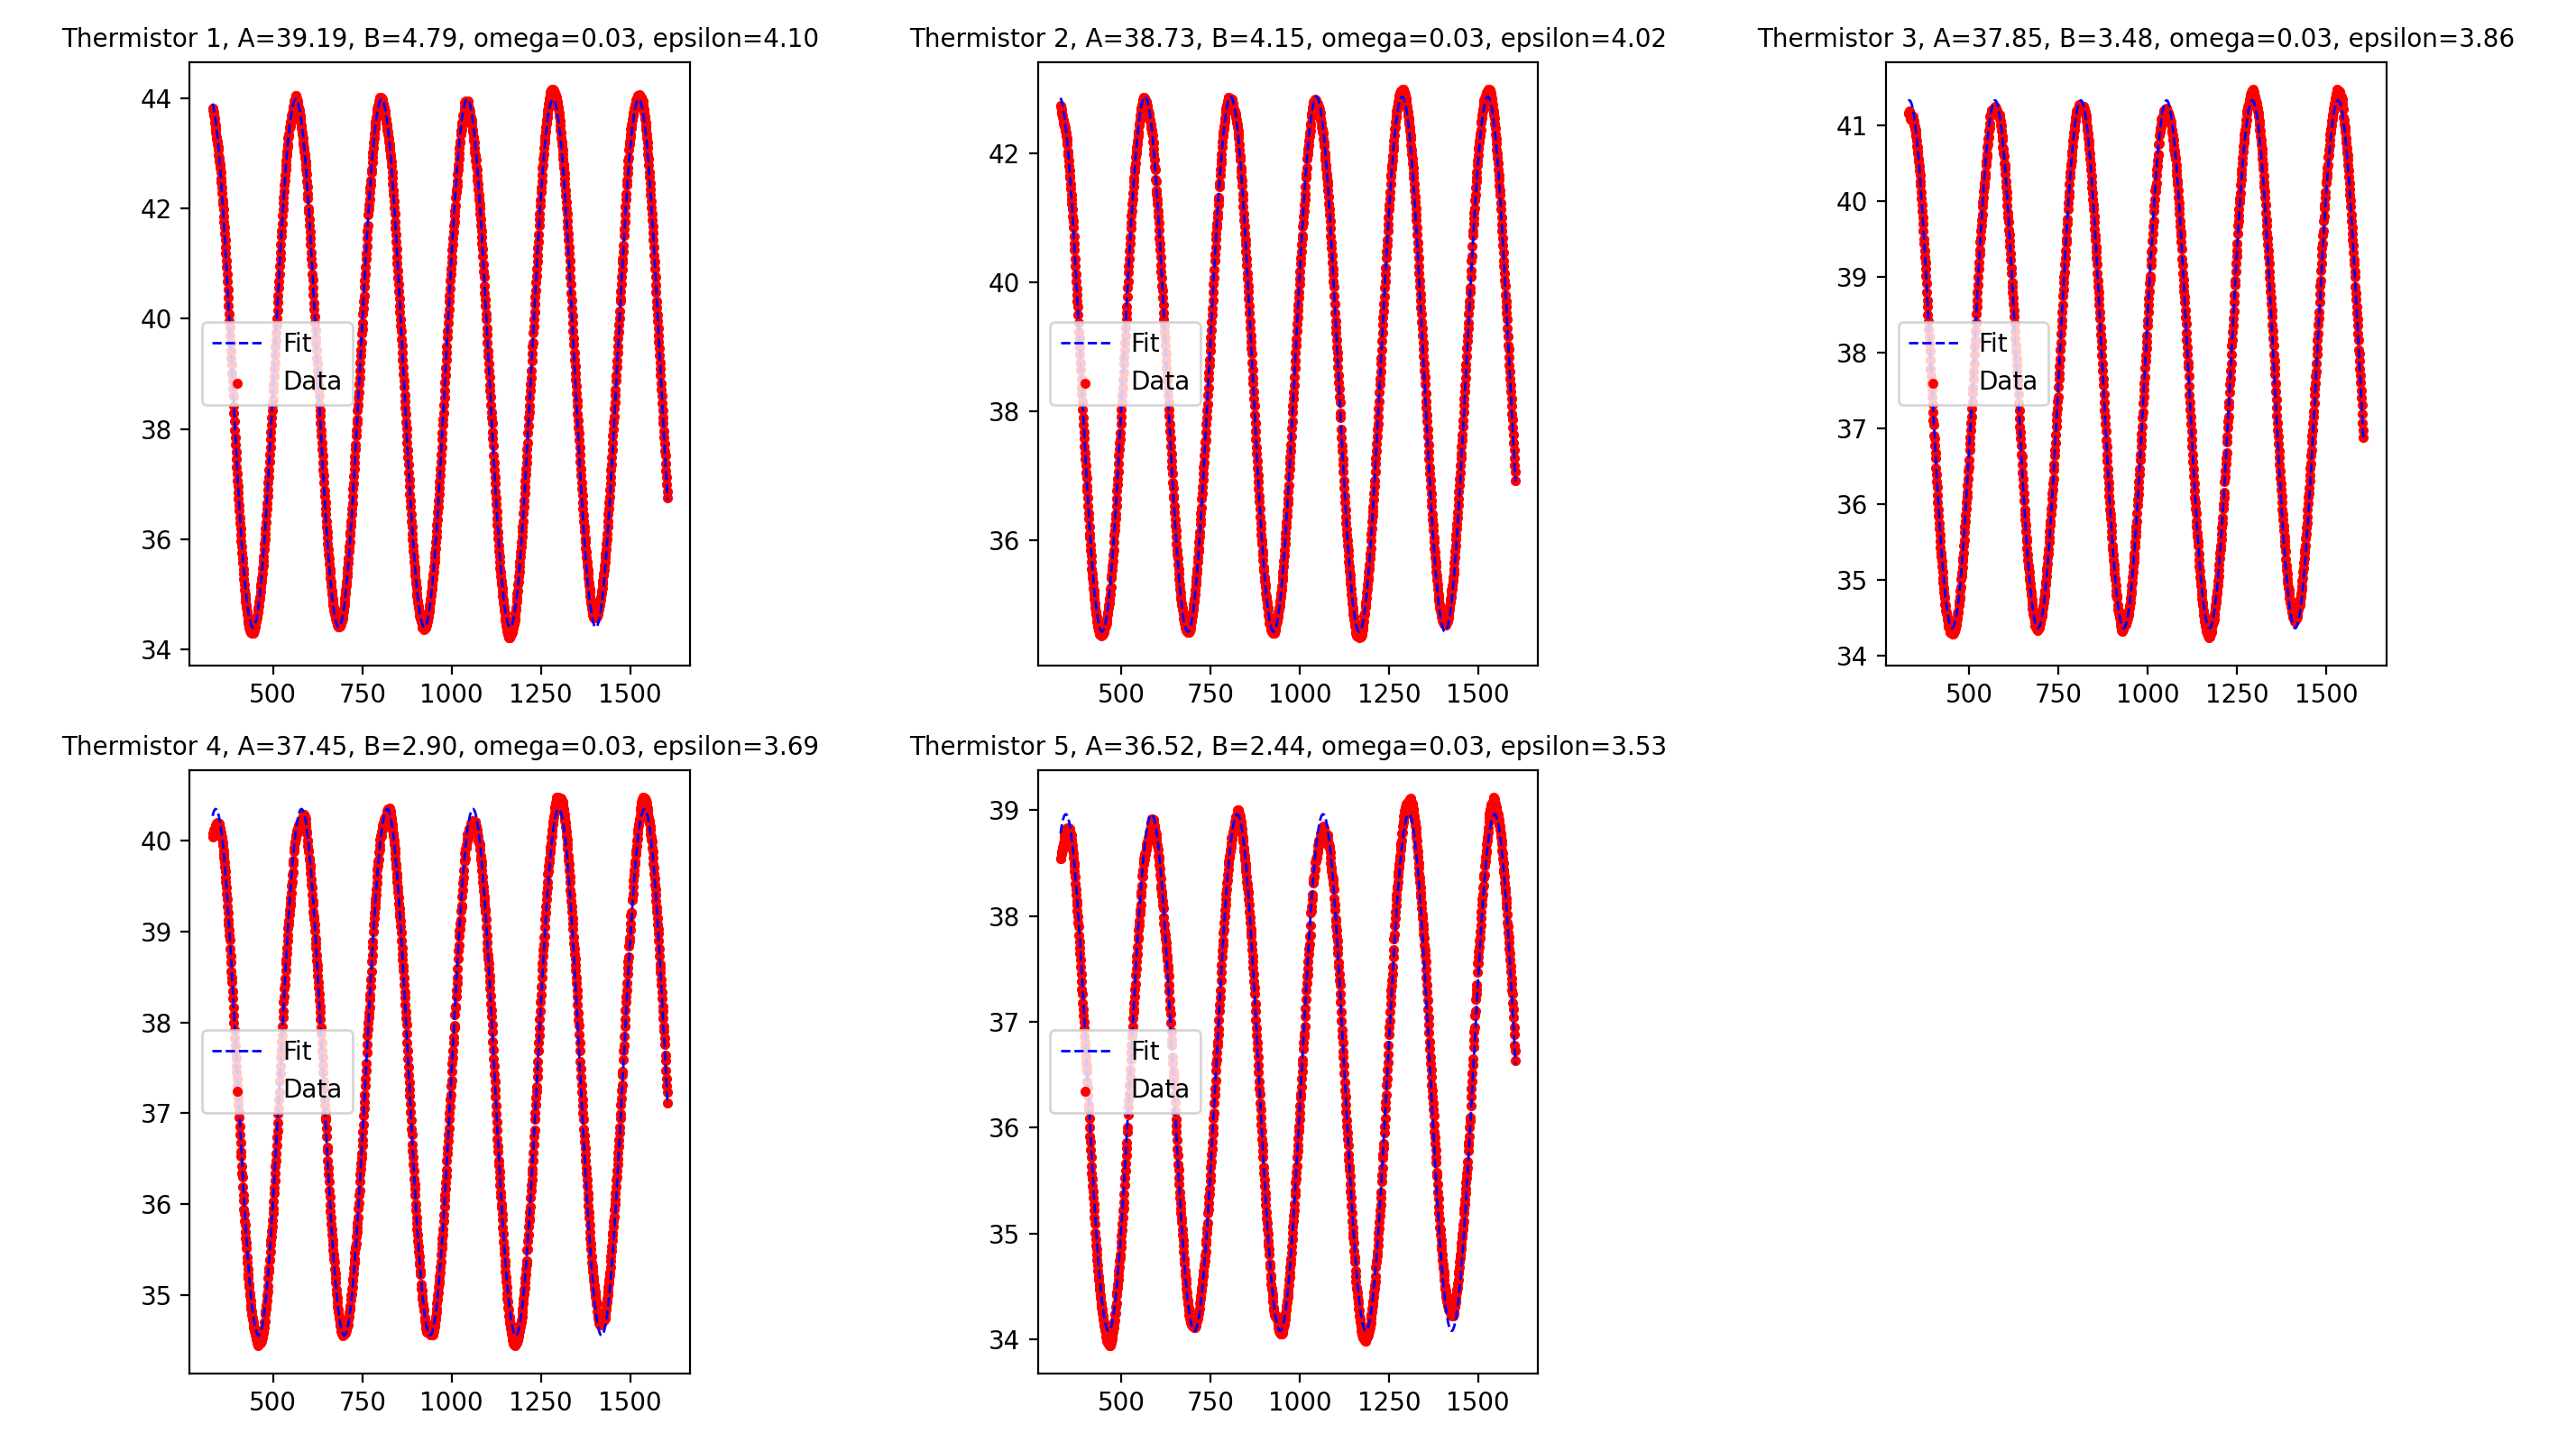 Thermistor 1, A=39.19, B=4.79, omega=0.03, epsilon=4.10
44
42
40
38
36
34
Fit
Data
500 750 1000 1250 1500
Thermistor 2, A=38.73, B=4.15, omega=0.03, epsilon=4.02
42
40
38
36
Fit
Data
500 750 1000 1250 1500
Thermistor 3, A=37.85, B=3.48, omega=0.03, epsilon=3.86
41
40
39
38
37
36
35
34
Fit
Data
500 750 1000 1250 1500
Thermistor 4, A=37.45, B=2.90, omega=0.03, epsilon=3.69
40
39
38
37
36
35
Fit
Data
500 750 1000 1250 1500
Thermistor 5, A=36.52, B=2.44, omega=0.03, epsilon=3.53
39
38
37
36
35
34
Fit
Data
500 750 1000 1250 1500